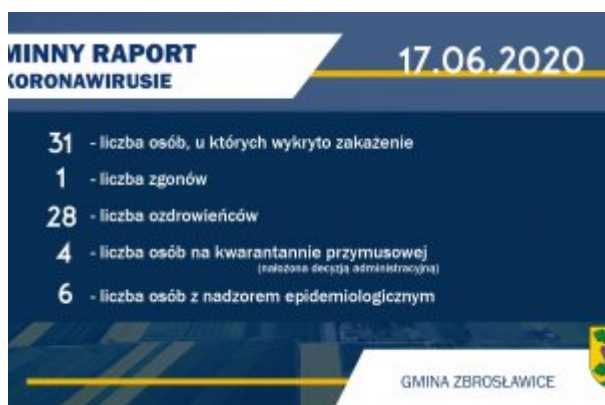 MINNY RAPORT
KORONAWIRUSIE
17.06.2020
31 - liczba osób, u których wykryto zakażenie
1 - liczba zgonów
28 - liczba ozdrowieńców
4 - liczba osób na kwarantannie przymusowej
(nałożona decyzją administracyjną)
6 - liczba osób z nadzorem epidemiologicznym
GMINA ZBROSŁAWICE